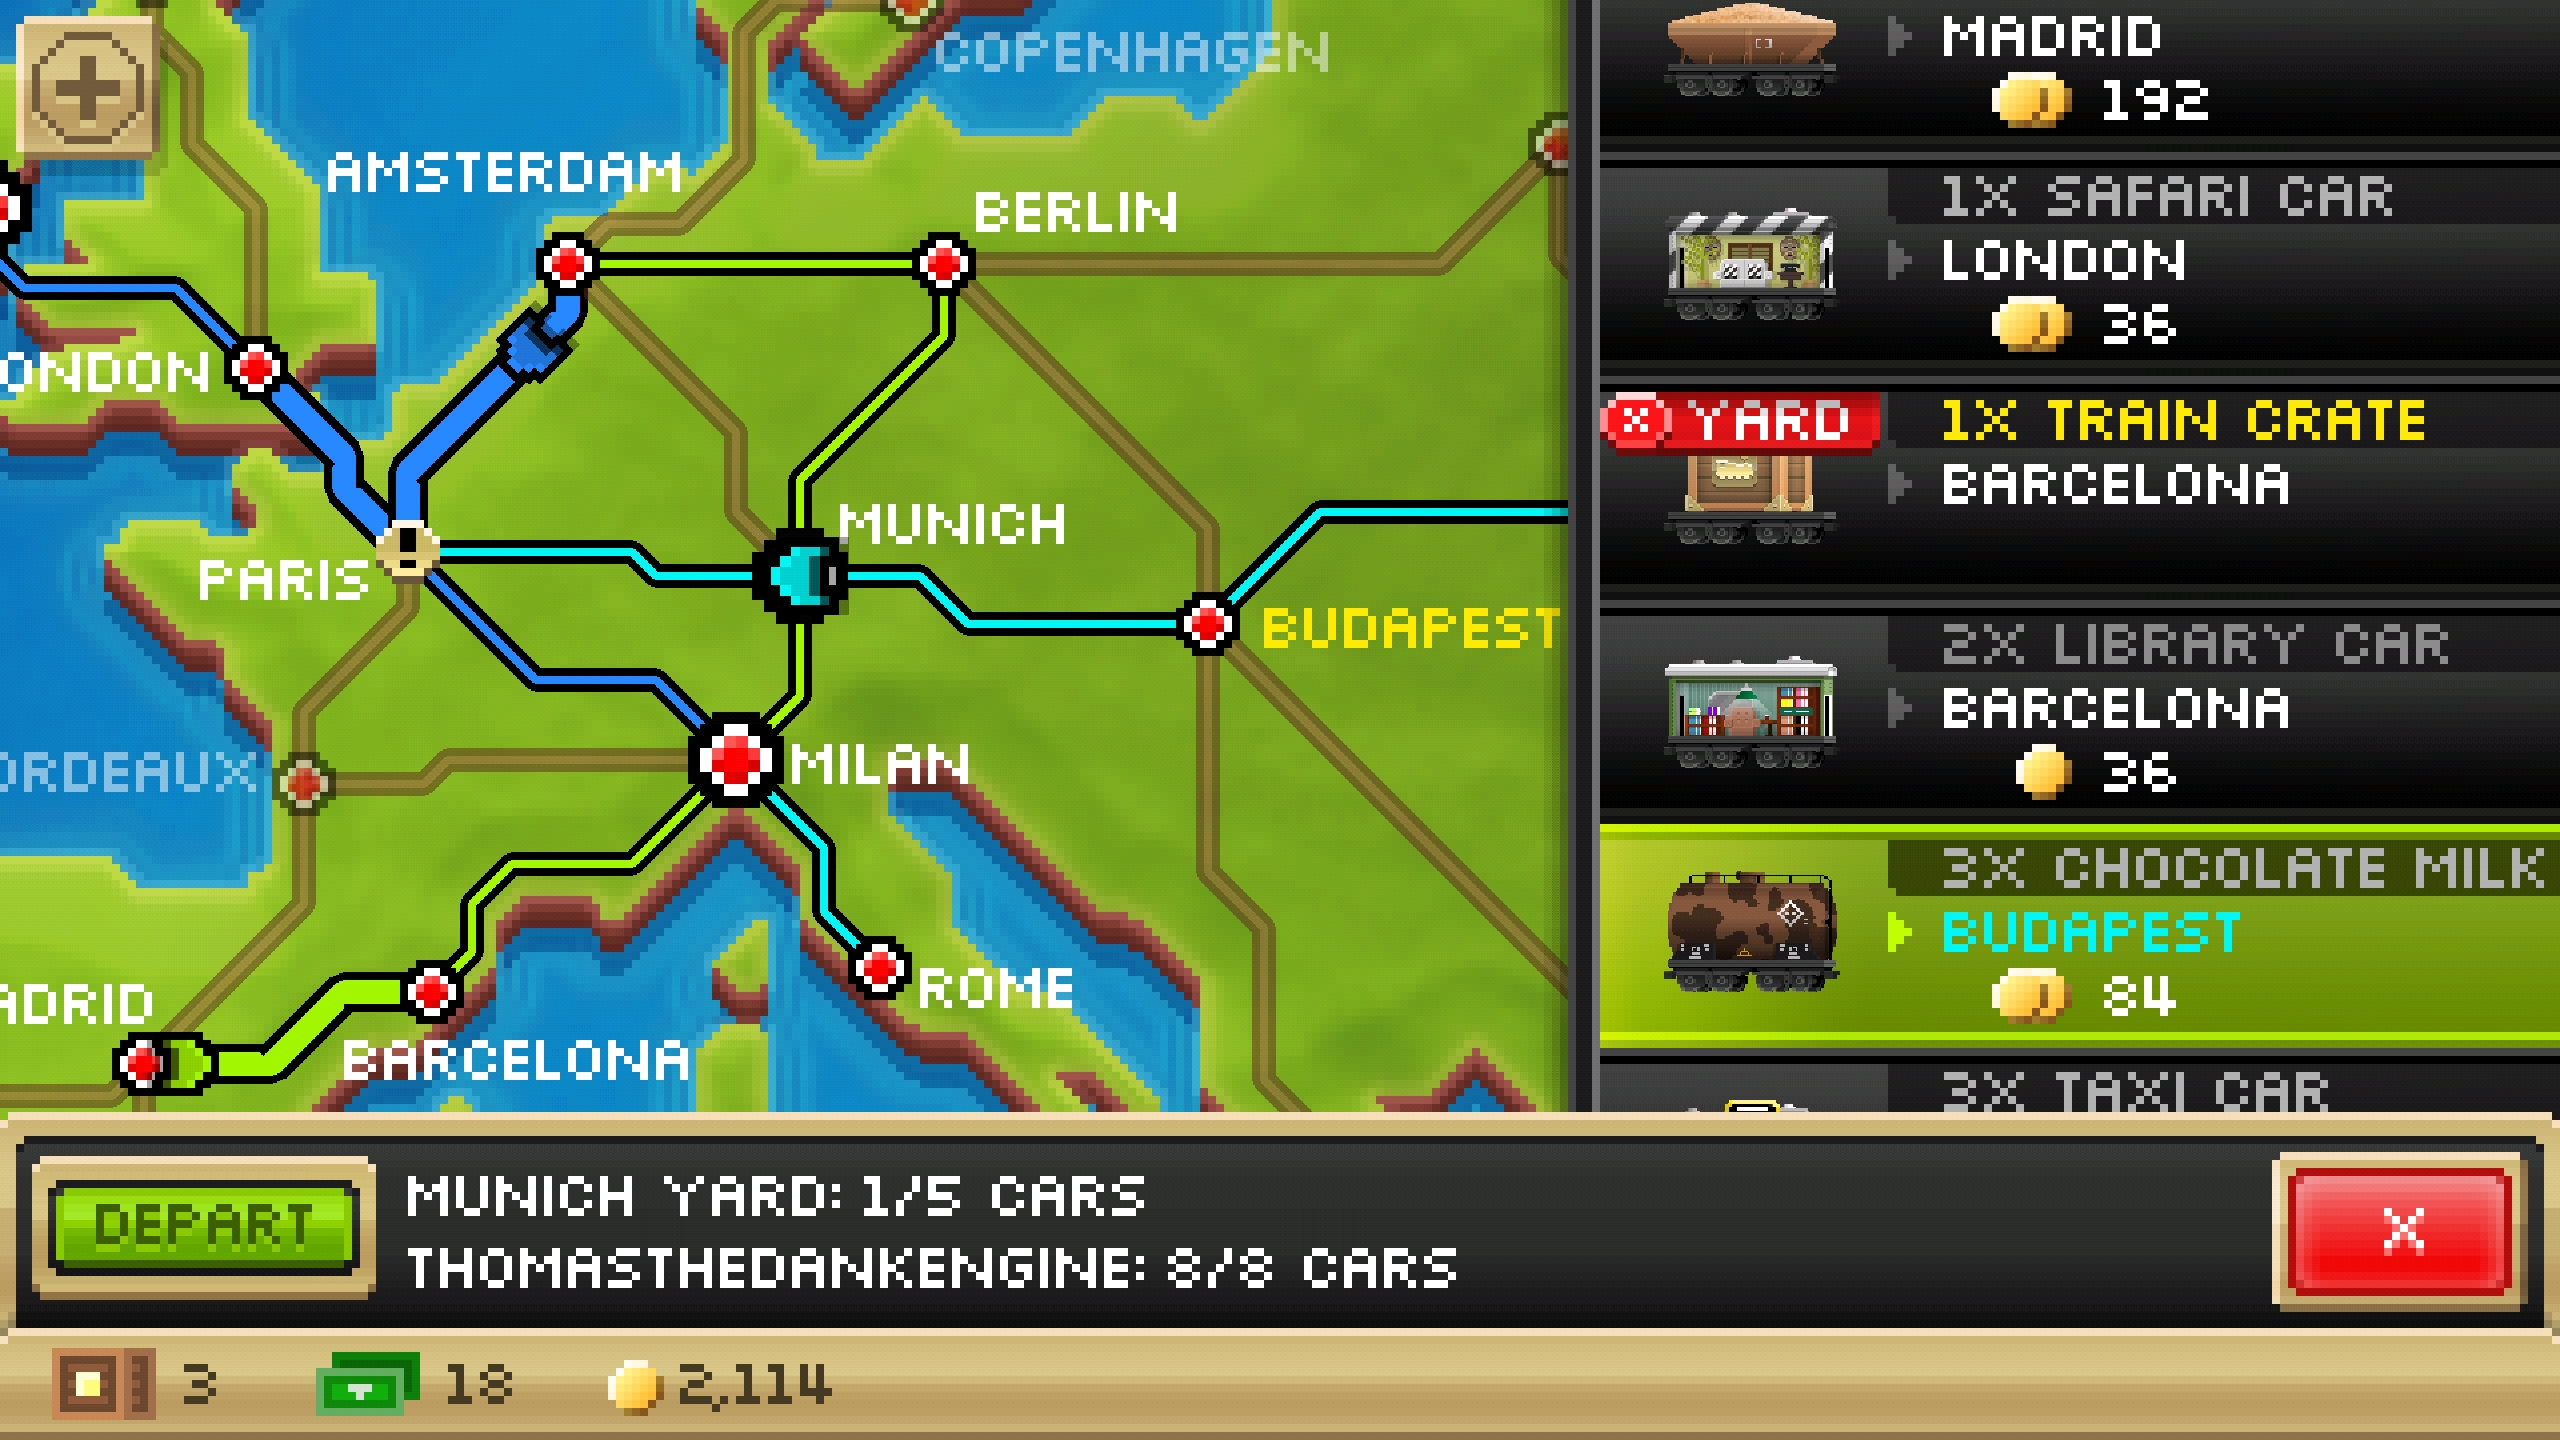 COPENHAGEN
AMSTERDAM
BERLIN
ONDON
MUNICH
PARIS
BUDAPEST
ORDEAUX
MILAN
ADRID
ROME
BARCELONA
MADRID
192
1X SAFARI CAR
LONDON
36
X YARD
1X TRAIN CRATE
BARCELONA
2X LIBRARY CAR
BARCELONA
36
3X CHOCOLATE MILK
BUDAPEST
84
3X TAXI CAR
DEPART
MUNICH YARD: 1/5 CARS
THOMASTHEDANKENGINE: 8/8 CARS
X
3
18
2,114